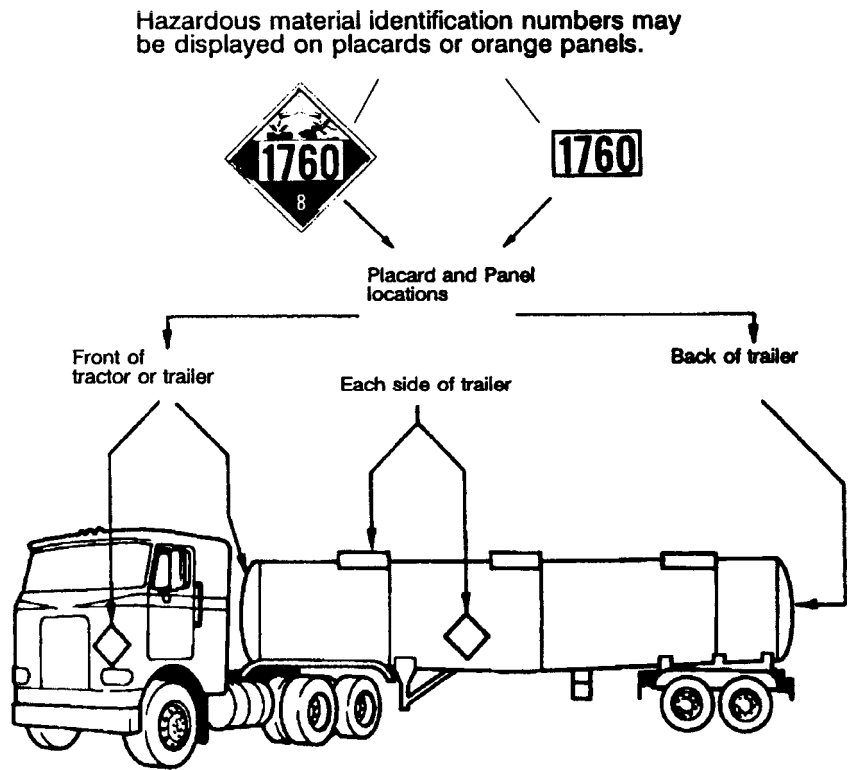 Hazardous material identification numbers may
be displayed on placards or orange panels.
1760
8
1760
Placard and Panel
locations
Front of
tractor or trailer
Each side of trailer
Back of trailer